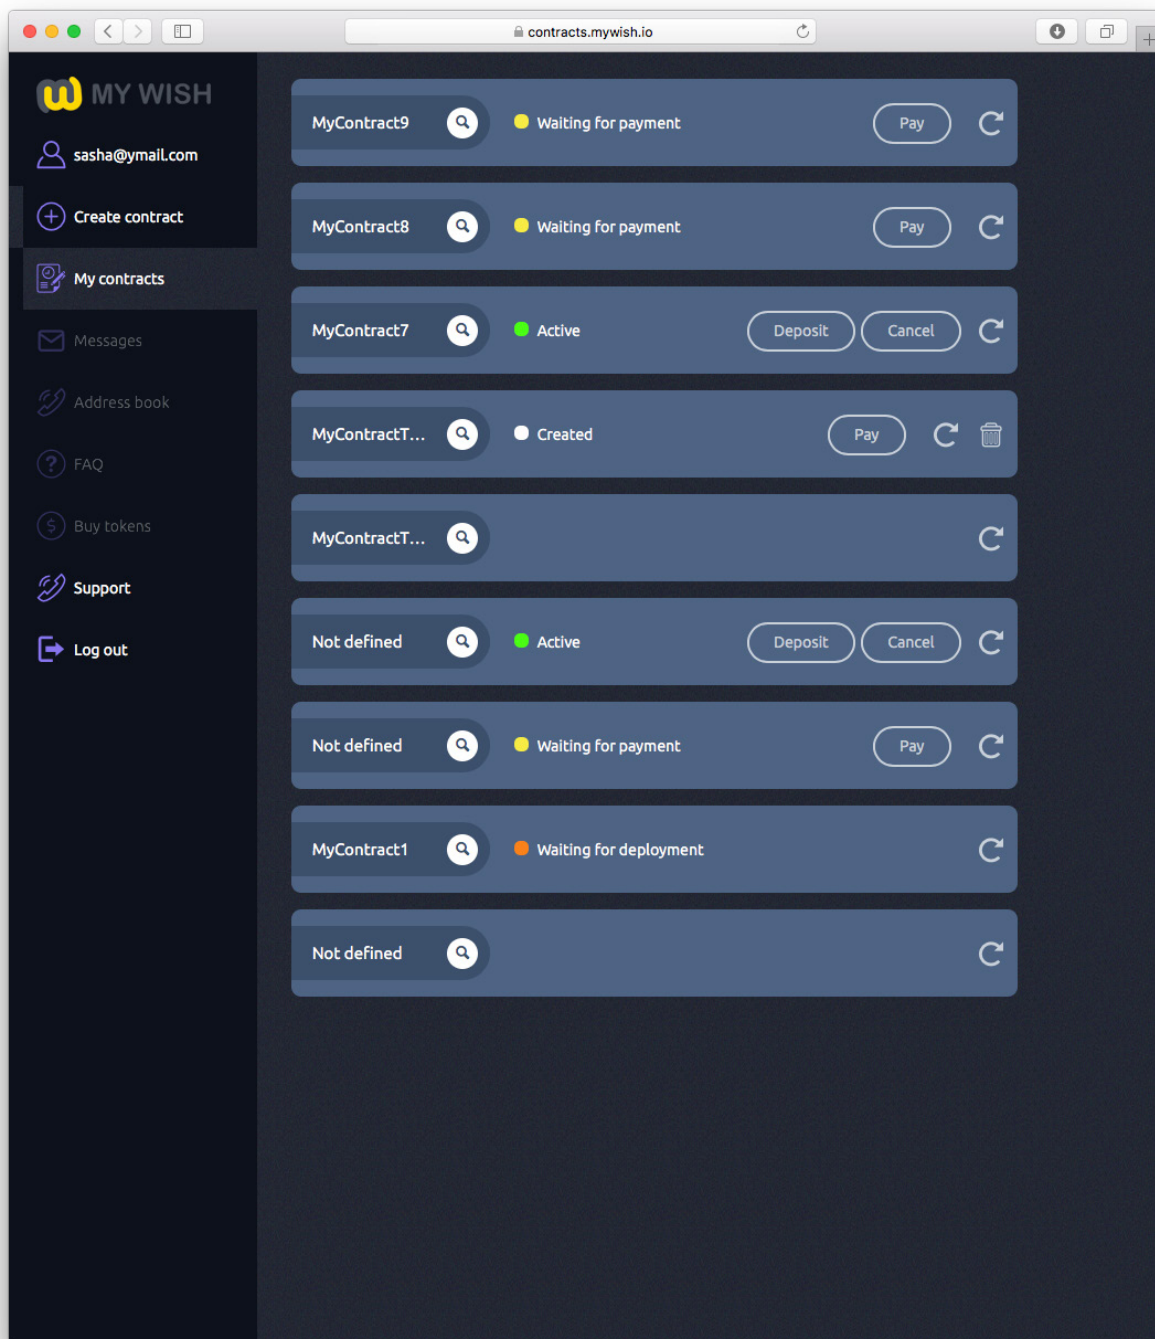 contracts.mywish.io
MY WISH
sasha@ymail.com
Create contract
My contracts
Messages
Address book
FAQ
Buy tokens
Support
Log out
MyContract9 Waiting for payment Pay
MyContract8 Waiting for payment Pay
MyContract7 Active Deposit Cancel
MyContractT... Created Pay
MyContractT...
Not defined Active Deposit Cancel
Not defined Waiting for payment Pay
MyContract1 Waiting for deployment
Not defined